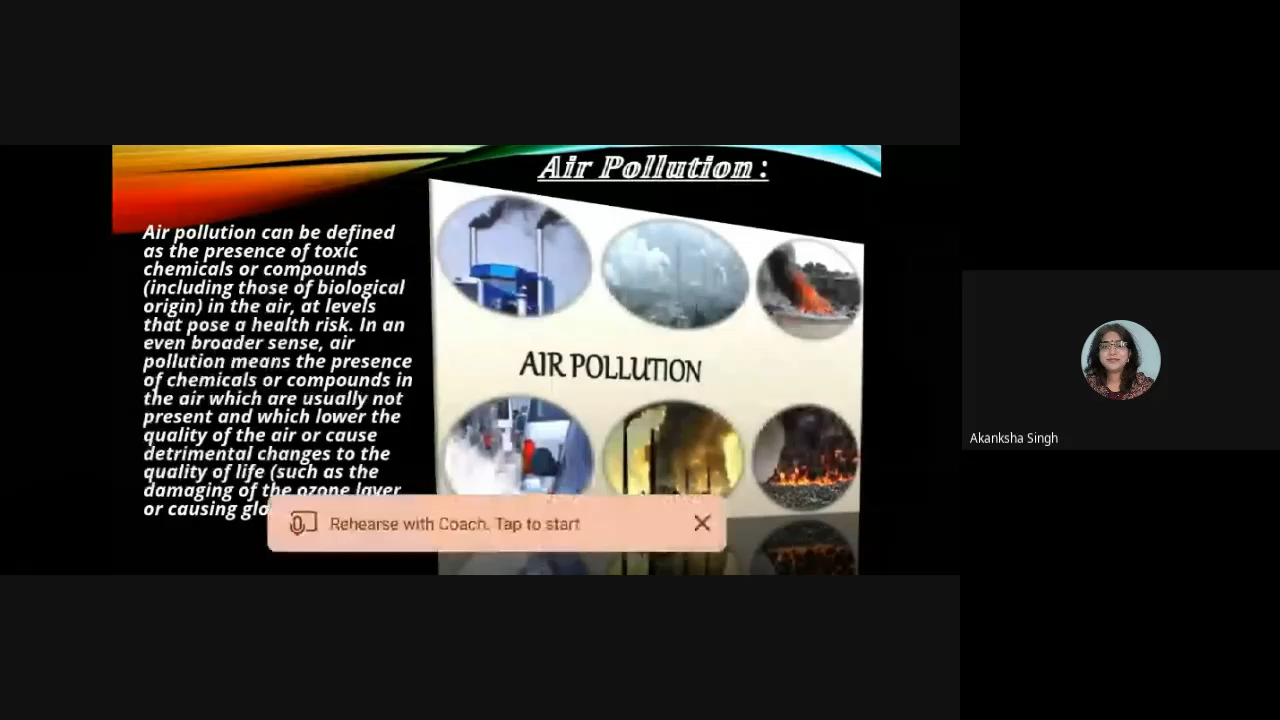 Air Pollution :
Air pollution can be defined
as the presence of toxic
chemicals or compounds
(including those of biological
origin) in the air, at levels
that pose a health risk. In an
even broader sense, air
pollution means the presence
of chemicals or compounds in
the air which are usually not
present and which lower the
quality of the air or cause
detrimental changes to the
quality of life (such as the
damaging of the ozone layer
or causing
AIR POLLUTION
Rehearse with Coach. Tap to start
Akanksha Singh